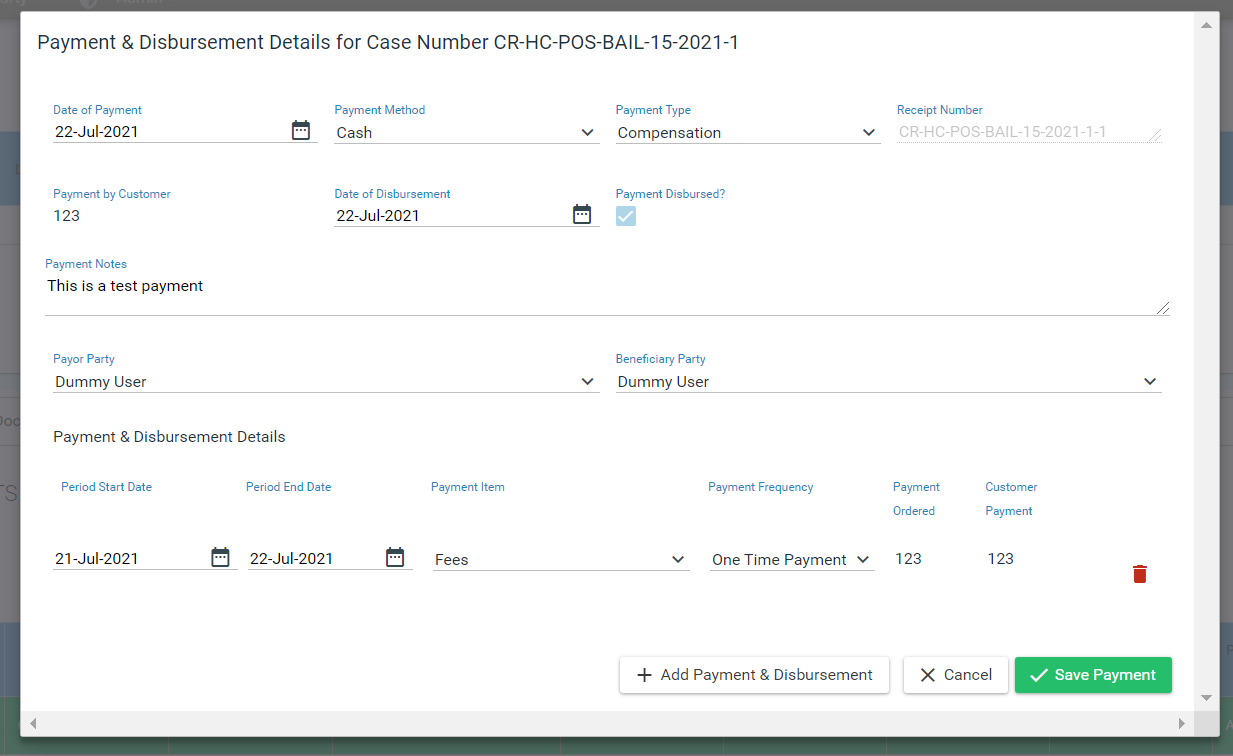 Admin
Payment & Disbursement Details for Case Number CR-HC-POS-BAIL-15-2021-1
Date of Payment
Payment Method
Payment Type
Receipt Number
22-Jul-2021
Cash
Compensation
CR-HC-POS-BAIL-15-2021-1-1
Payment by Customer
Date of Disbursement
Payment Disbursed?
123
22-Jul-2021
Payment Notes
This is a test payment
Payor Party
Beneficiary Party
Dummy User
Dummy User
Payment & Disbursement Details
Period Start Date
Period End Date
Payment Item
Payment Frequency
Payment
Ordered
Customer
Payment
21-Jul-2021
22-Jul-2021
Fees
One Time Payment
123
123
Add Payment & Disbursement
Cancel
Save Payment